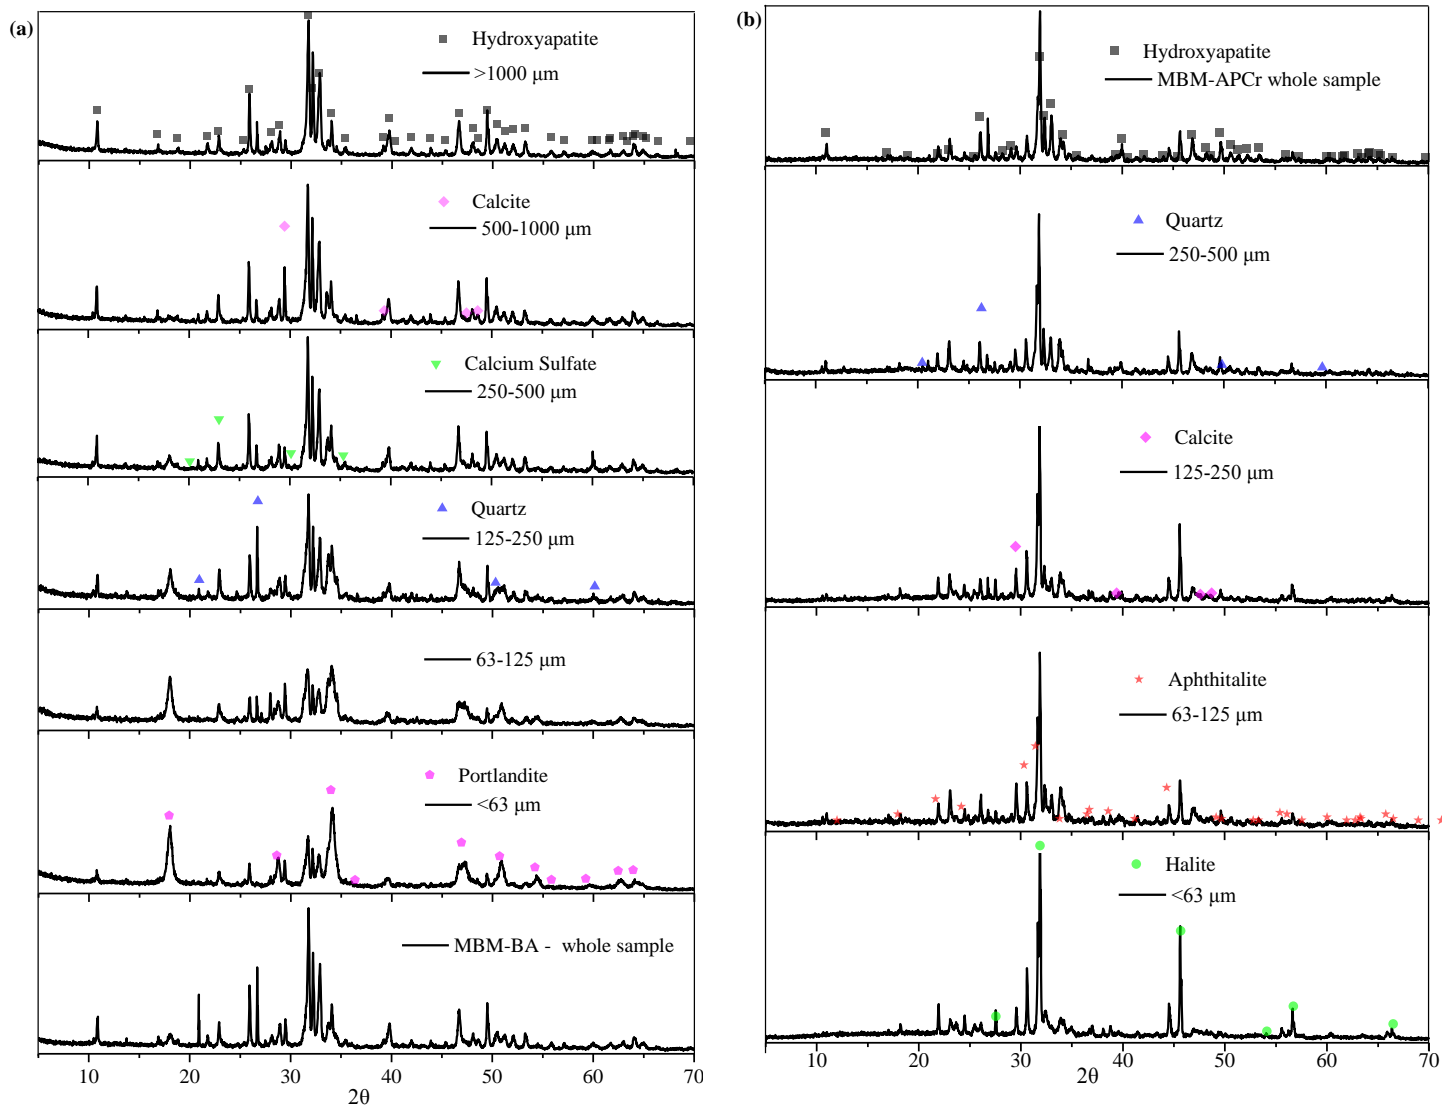 (a)
Hydroxyapatite
>1000 μm
Calcite
500-1000 μm
Calcium Sulfate
250-500 μm
Quartz
125-250 μm
63-125 μm
Portlandite
<63 μm
MBM-BA - whole sample
10 20 30 40 50 60 70
2θ
(b)
Hydroxyapatite
MBM-APCr whole sample
Quartz
250-500 μm
Calcite
125-250 μm
Aphthitalite
63-125 μm
Halite
<63 μm
10 20 30 40 50 60 70
2θ